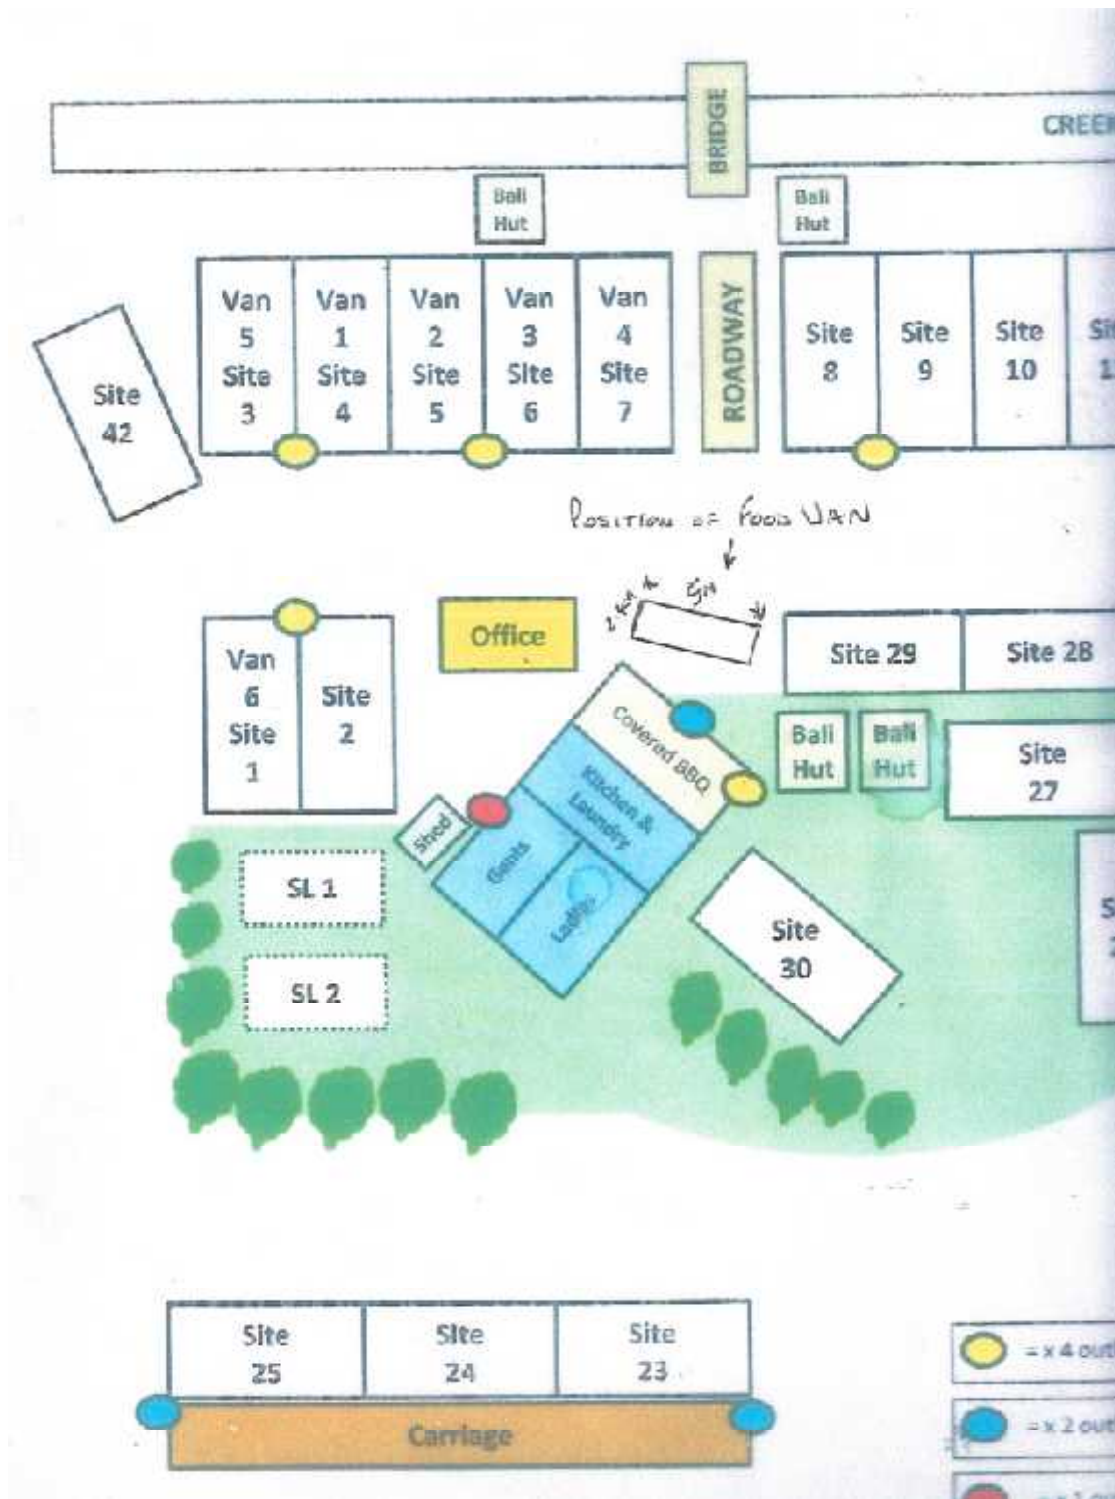 BRIDGE
CREEK
Bali
Hut
Bali
Hut
Van
5
Site
3
Van
1
Site
4
Van
2
Site
5
Van
3
Site
6
Van
4
Site
7
ROADWAY
Site
8
Site
9
Site
10
Site
42
POSITION OF FOOD VAN
Office
Van
6
Site
1
Site
2
Site 29
Site 28
Covered BBQ
Kitchen &
Laundry
Gents
Ladies
Shed
Bali
Hut
Bali
Hut
Site
27
SL 1
SL 2
Site
30
Site
25
Site
24
Site
23
Carriage
= x 4 out
= x 2 out